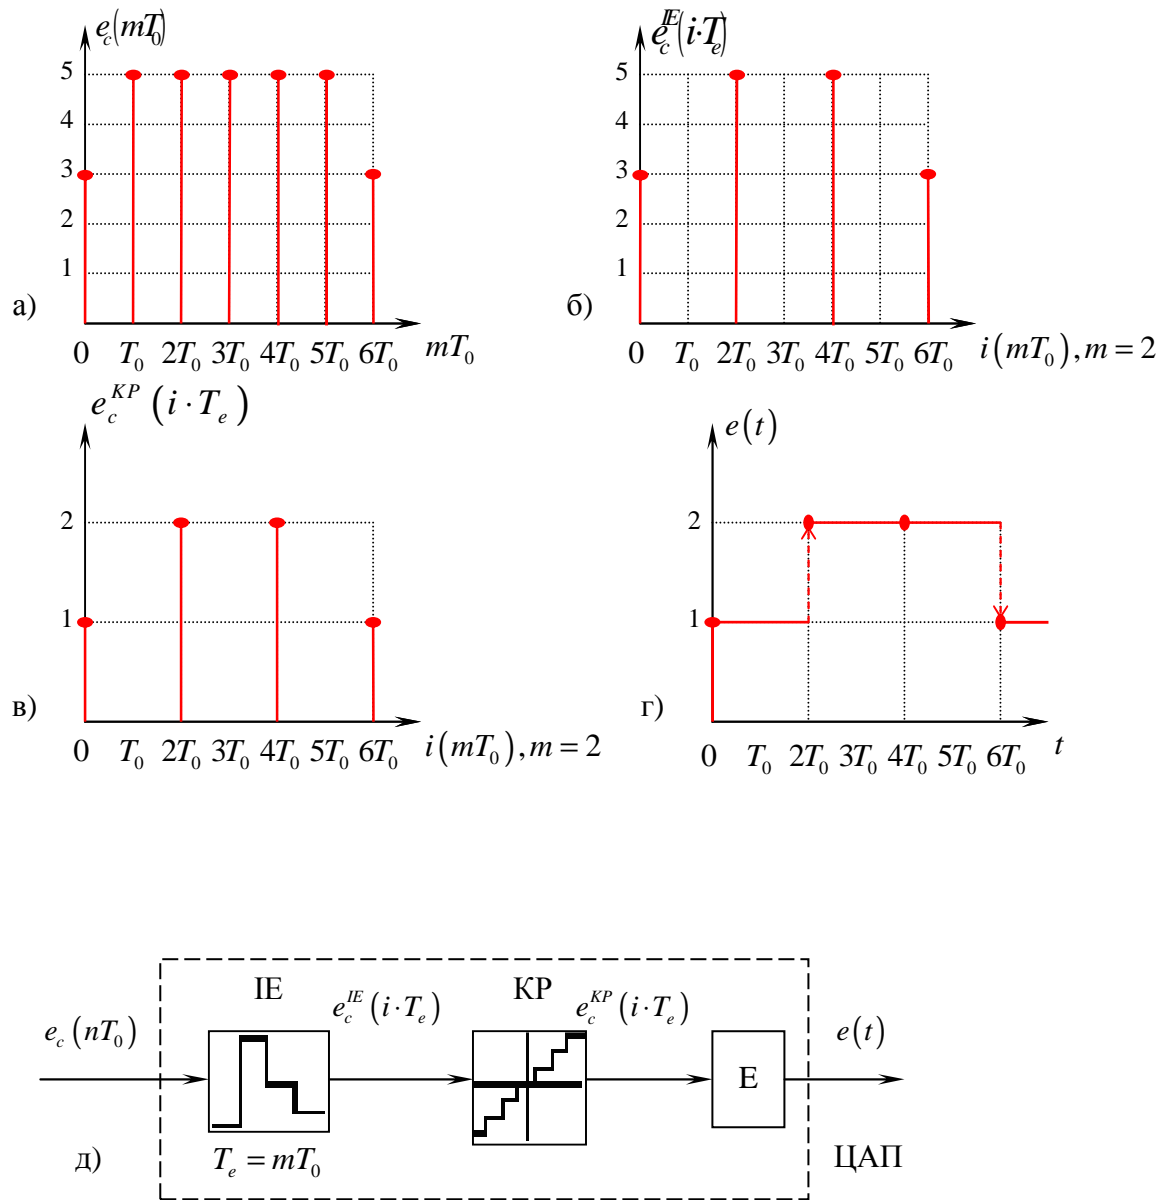 e_c(mT_0)
5
4
3
2
1
а)
0 T_0 2T_0 3T_0 4T_0 5T_0 6T_0 mT_0
e_c^{IE}(i·T_e)
5
4
3
2
1
б)
0 T_0 2T_0 3T_0 4T_0 5T_0 6T_0 i(mT_0), m = 2
e_c^{KP}(i·T_e)
2
1
в)
0 T_0 2T_0 3T_0 4T_0 5T_0 6T_0 i(mT_0), m = 2
e(t)
2
1
г)
0 T_0 2T_0 3T_0 4T_0 5T_0 6T_0 t
ІЕ
КР
e_c(nT_0)
e_c^{IE}(i·T_e)
e_c^{KP}(i·T_e)
e(t)
Е
д)
T_e = mT_0
ЦАП